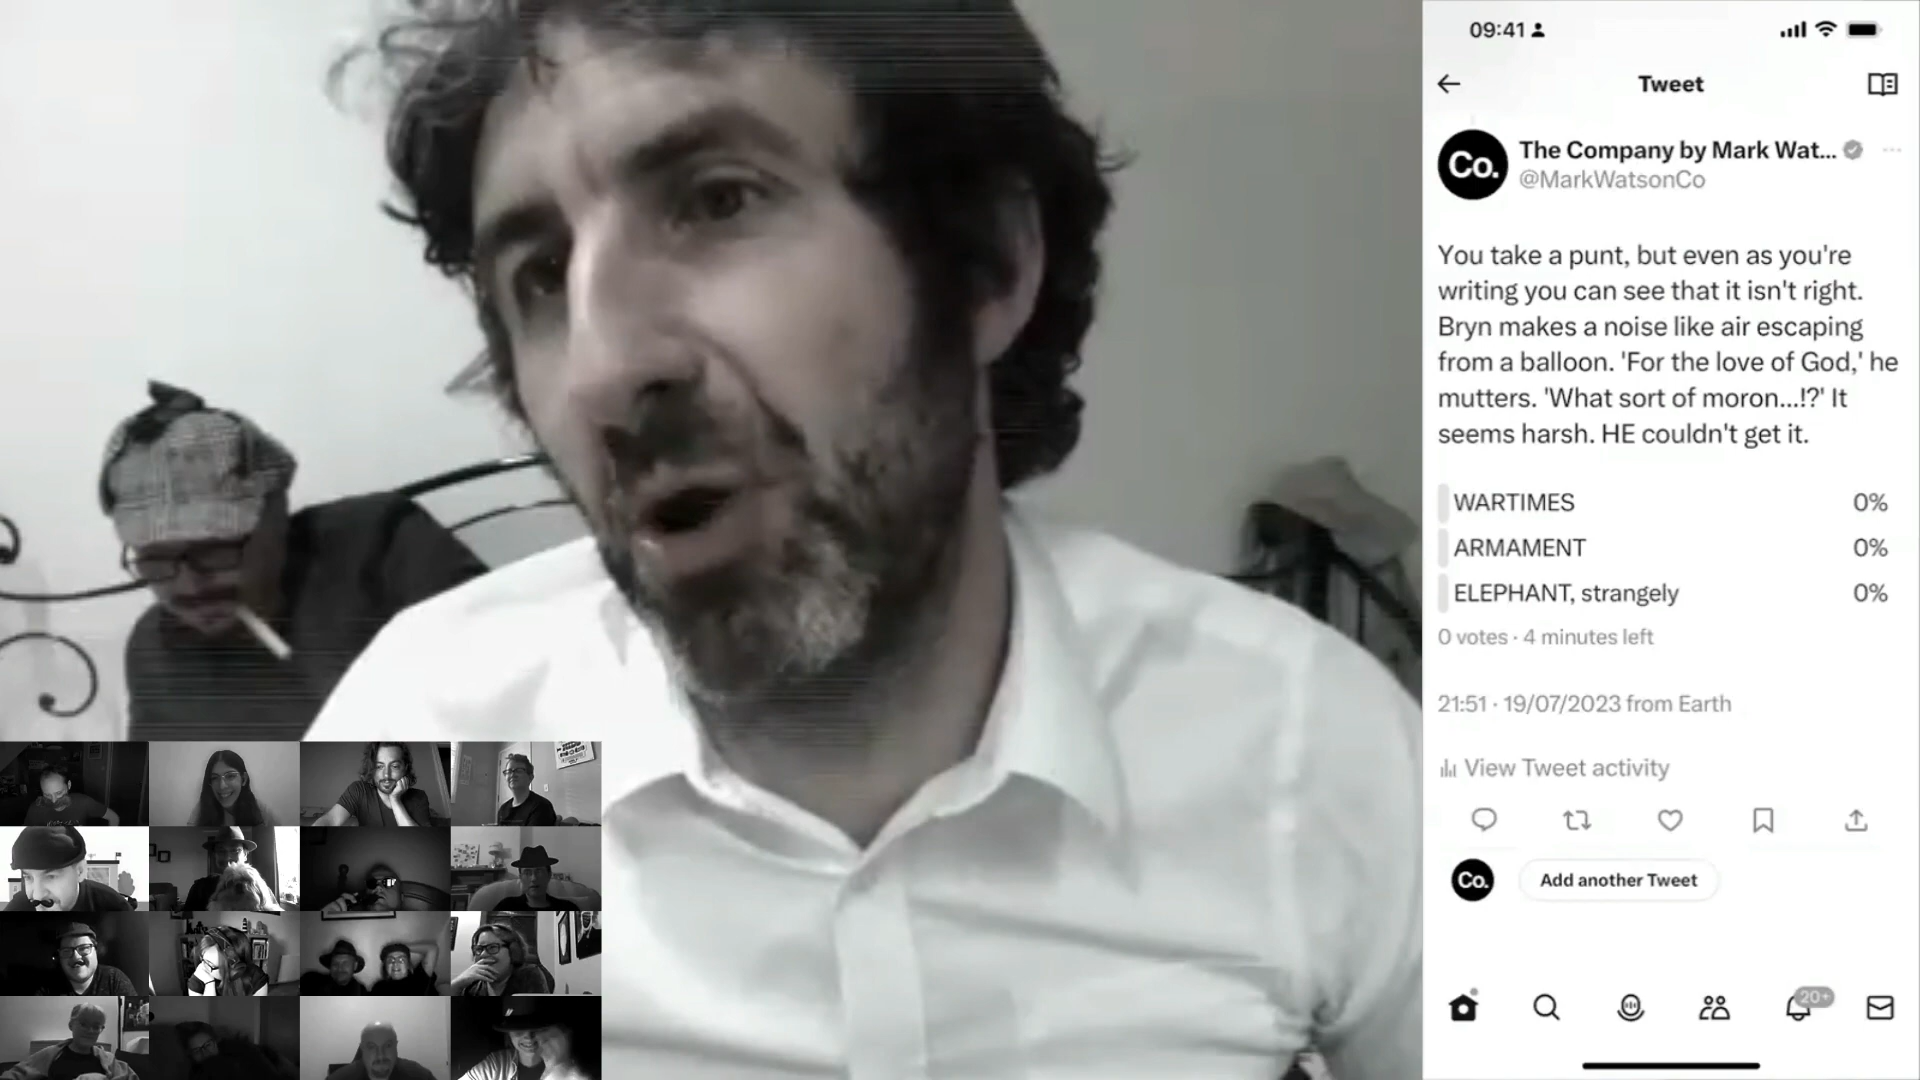 09:41
Tweet
Co.
The Company by Mark Wat...
@MarkWatsonCo
You take a punt, but even as you're
writing you can see that it isn't right.
Bryn makes a noise like air escaping
from a balloon. 'For the love of God,' he
mutters. 'What sort of moron...!?' It
seems harsh. HE couldn't get it.
WARTIMES 0%
ARMAMENT 0%
ELEPHANT, strangely 0%
0 votes · 4 minutes left
21:51 · 19/07/2023 from Earth
View Tweet activity
Co.
Add another Tweet
20+